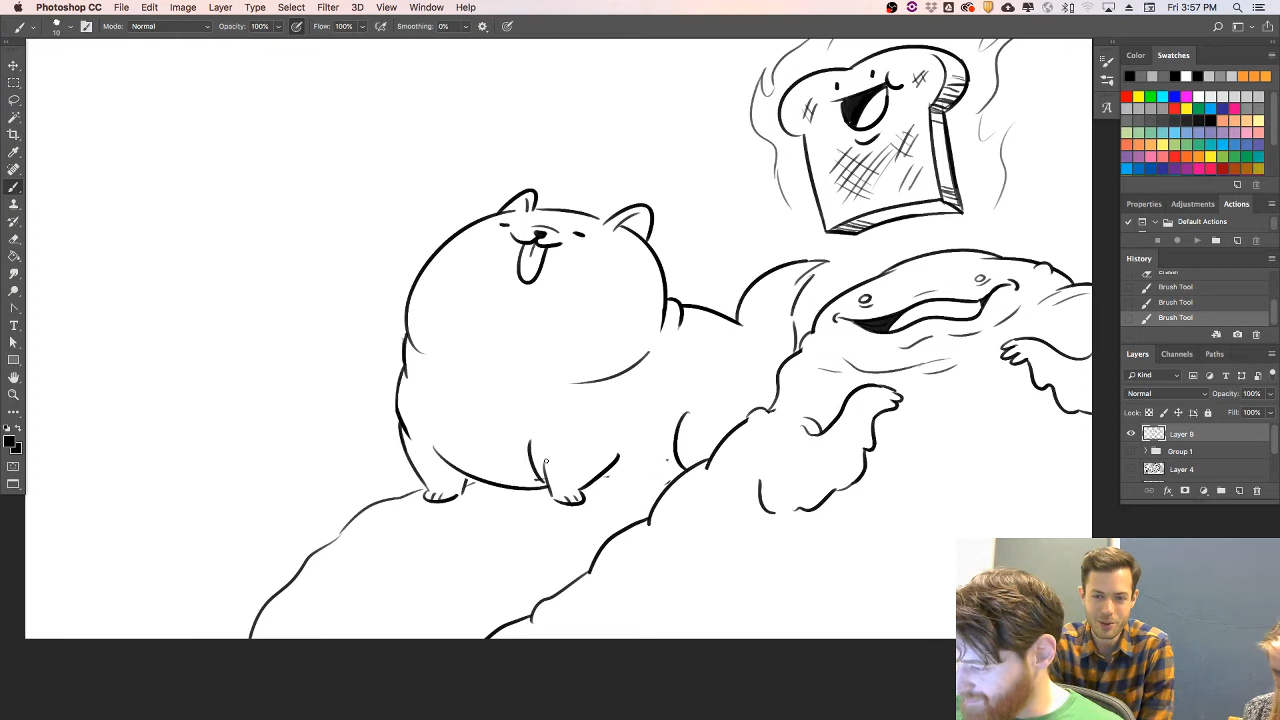 Photoshop CC File Edit Image Layer Type Select Filter 3D View Window Help Fri 3:57 PM
10 Mode: Normal Opacity: 100% Flow: 100% Smoothing: 0%
Color Swatches
Properties Adjustments Actions
Default Actions
History
Brush Tool
Brush Tool
Brush Tool
Layers Channels Paths
Kind
Normal Opacity: 100%
Lock: Fill: 100%
Layer 9
Group 1
Layer 4